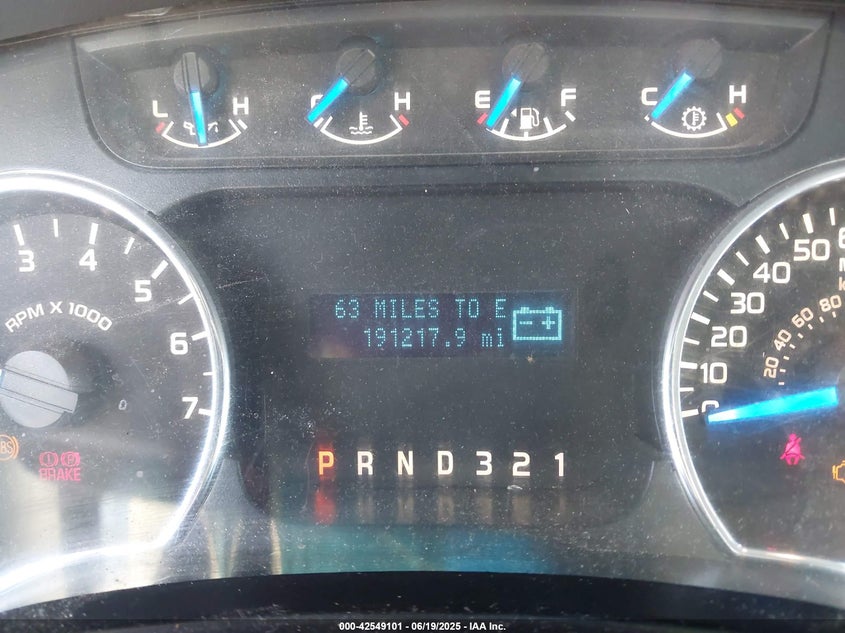 L H
C H
E F
C H
3 4 5 6 7
RPM X 1000
63 MILES TO E
191217.9 mi
- +
0 10 20 30 40 50
20 40 60 80
ABS
BRAKE
P R N D 3 2 1
000-42549101 - 06/19/2025 - IAA Inc.